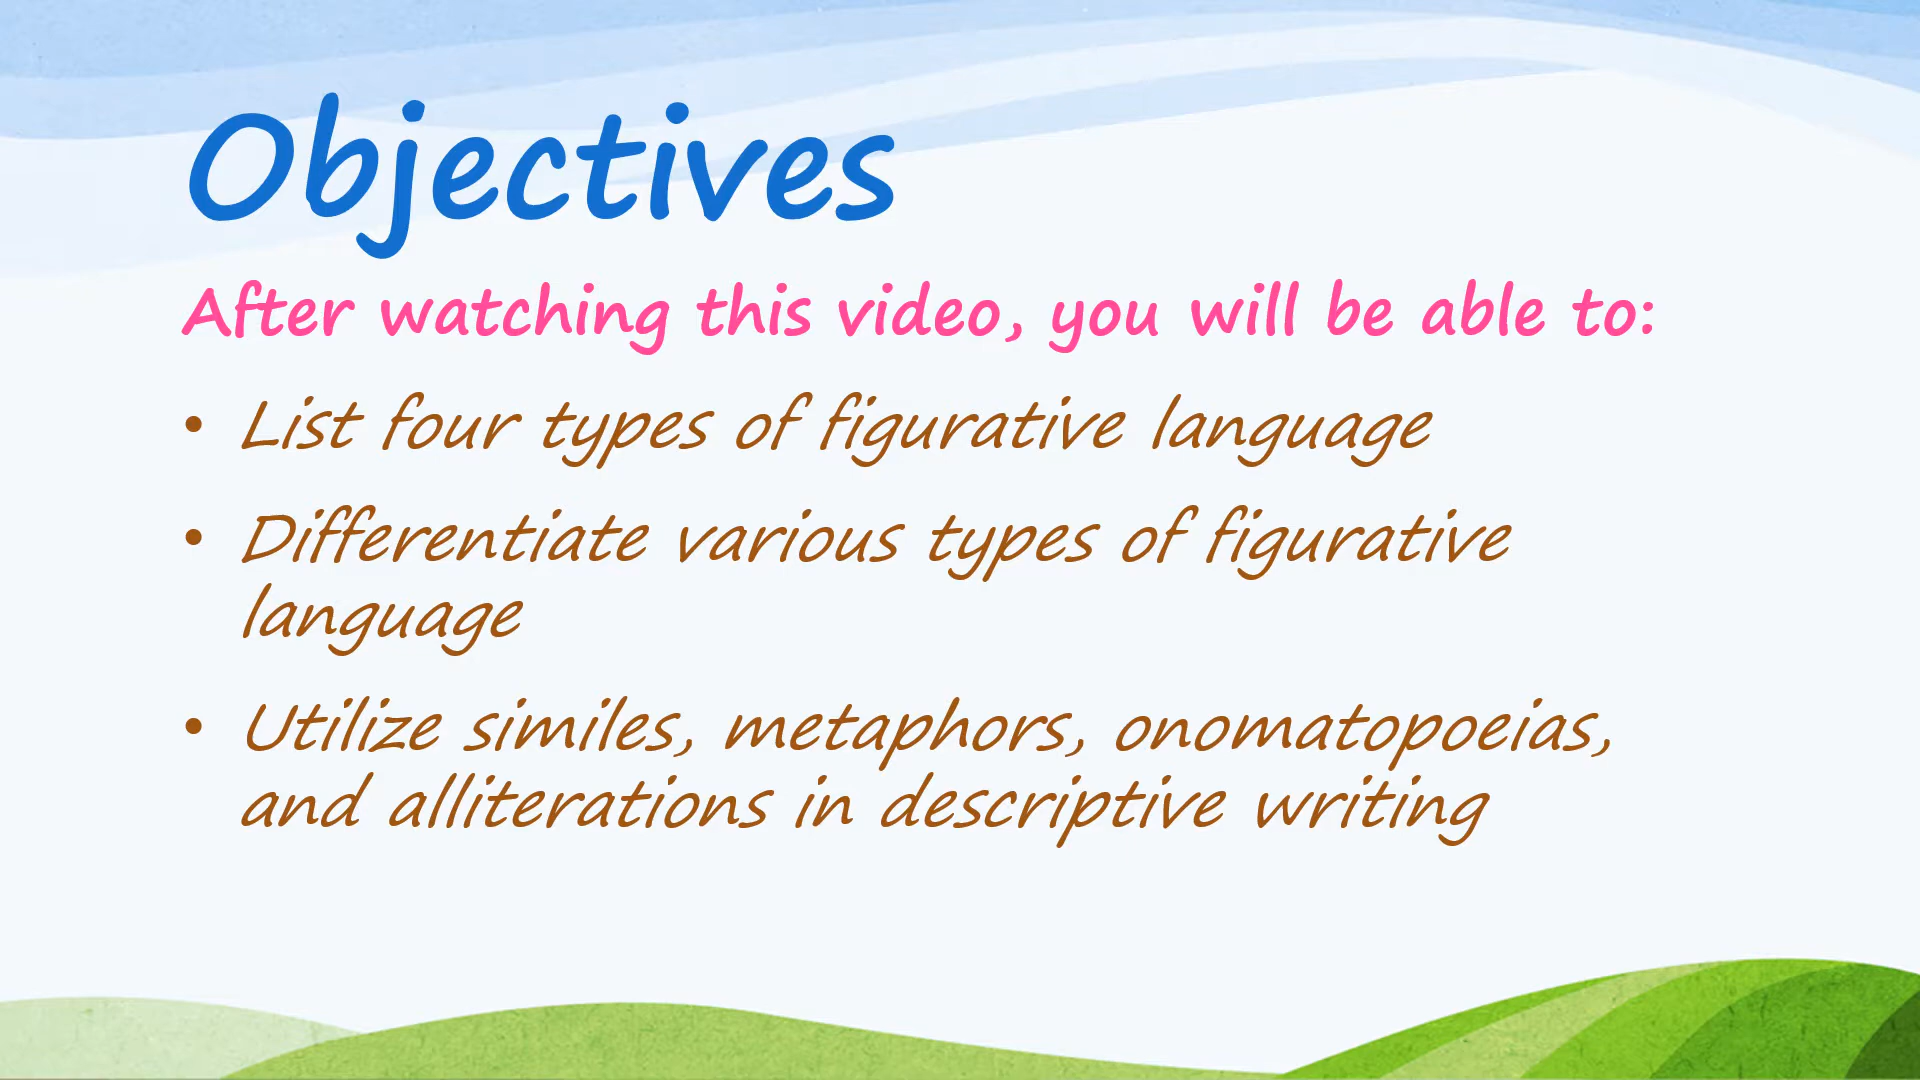 Objectives
After watching this video, you will be able to:
• List four types of figurative language
• Differentiate various types of figurative
language
• Utilize similes, metaphors, onomatopoeias,
and alliterations in descriptive writing